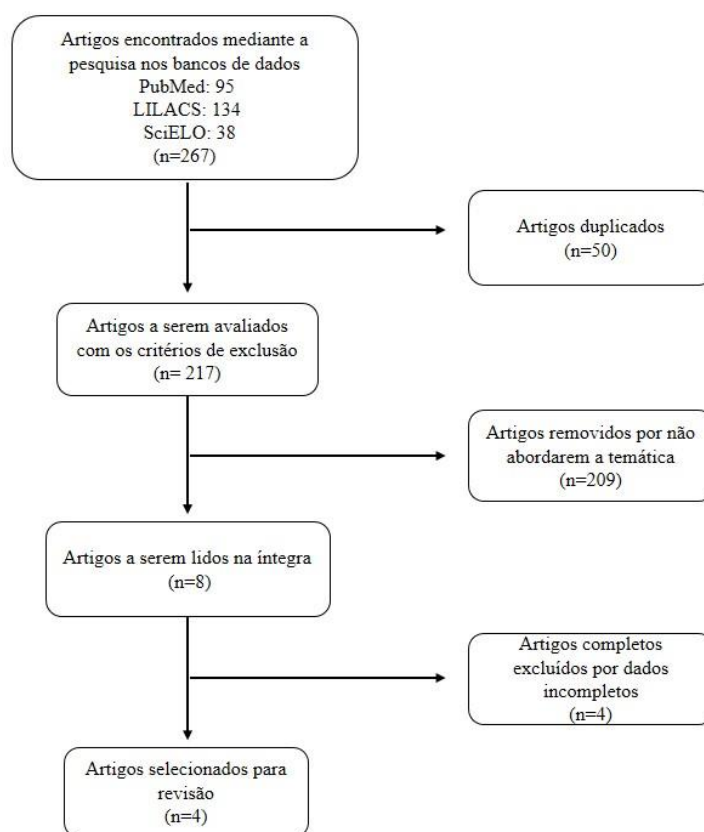 Artigos encontrados mediante a
pesquisa nos bancos de dados
PubMed: 95
LILACS: 134
SciELO: 38
(n=267)
Artigos duplicados
(n=50)
Artigos a serem avaliados
com os critérios de exclusão
(n= 217)
Artigos removidos por não
abordarem a temática
(n=209)
Artigos a serem lidos na íntegra
(n=8)
Artigos completos
excluídos por dados
incompletos
(n=4)
Artigos selecionados para
revisão
(n=4)